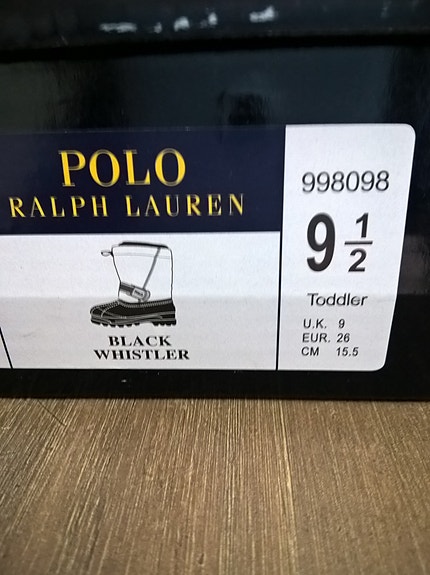 POLO
RALPH LAUREN
BLACK
WHISTLER
998098
9 1/2
Toddler
U.K. 9
EUR. 26
CM 15.5